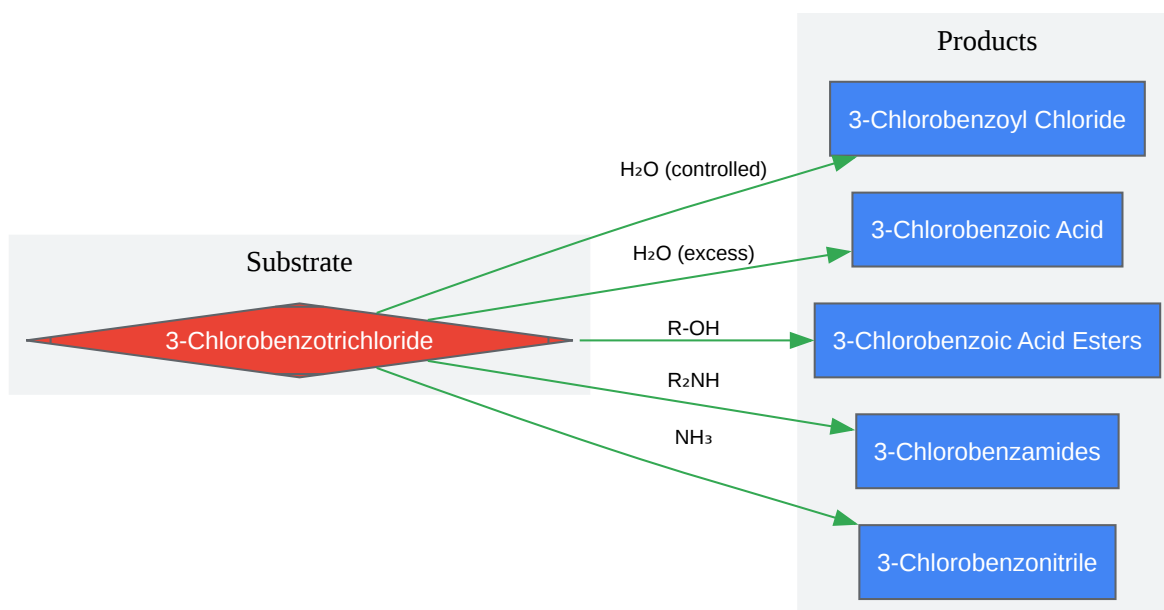 Products
3-Chlorobenzoyl Chloride
H₂O (controlled)
3-Chlorobenzoic Acid
H₂O (excess)
Substrate
3-Chlorobenzotrichloride
R-OH
3-Chlorobenzoic Acid Esters
R₂NH
3-Chlorobenzamides
NH₃
3-Chlorobenzonitrile